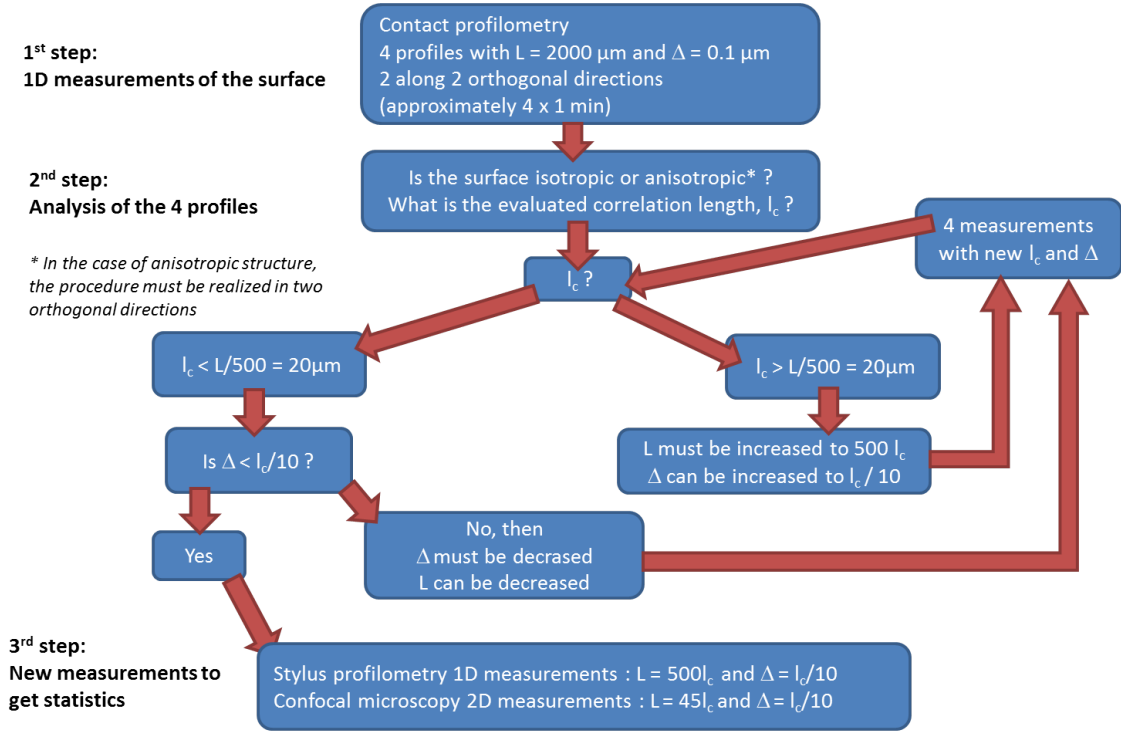 1st step:
1D measurements of the surface
Contact profilometry
4 profiles with L = 2000 µm and Δ = 0.1 µm
2 along 2 orthogonal directions
(approximately 4 x 1 min)
2nd step:
Analysis of the 4 profiles
Is the surface isotropic or anisotropic* ?
What is the evaluated correlation length, lc ?
* In the case of anisotropic structure,
the procedure must be realized in two
orthogonal directions
4 measurements
with new lc and Δ
lc ?
lc < L/500 = 20µm
lc > L/500 = 20µm
Is Δ < lc/10 ?
L must be increased to 500 lc
Δ can be increased to lc / 10
Yes
No, then
Δ must be decrased
L can be decreased
3rd step:
New measurements to
get statistics
Stylus profilometry 1D measurements : L = 500lc and Δ = lc/10
Confocal microscopy 2D measurements : L = 45lc and Δ = lc/10